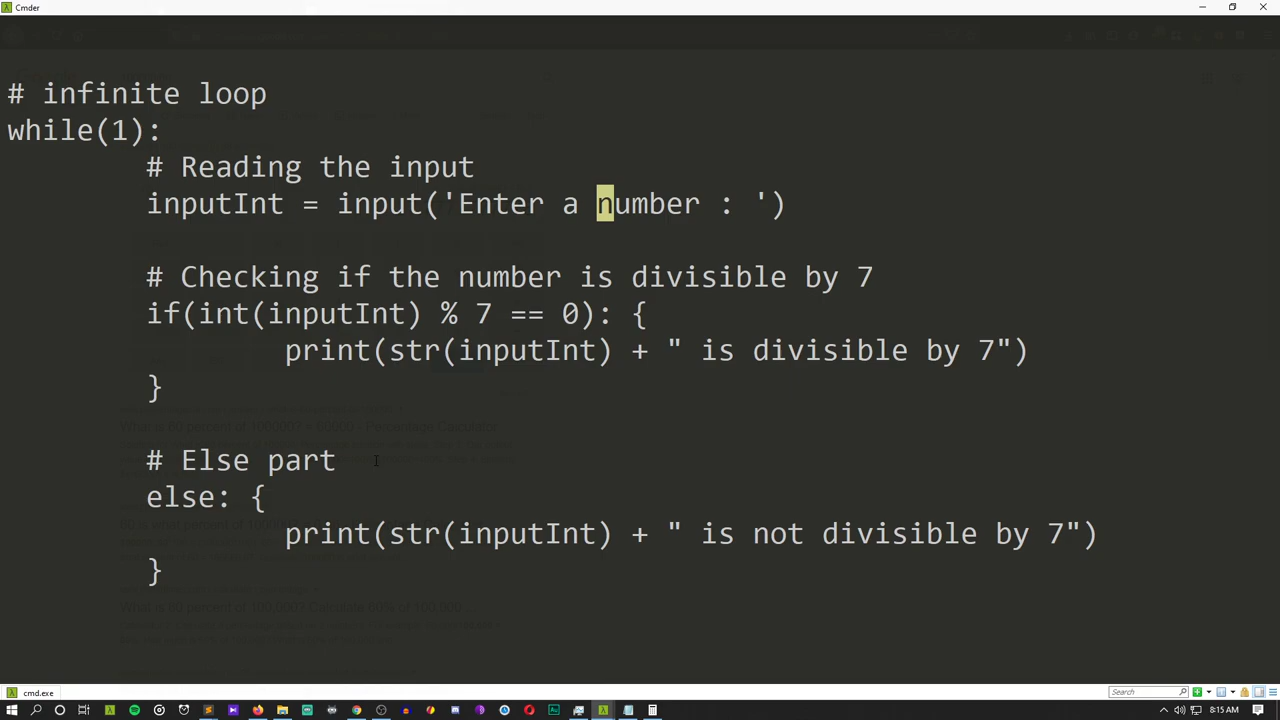 Cmder
# infinite loop
while(1):
        # Reading the input
        inputInt = input('Enter a number : ')
        # Checking if the number is divisible by 7
        if(int(inputInt) % 7 == 0): {
                print(str(inputInt) + " is divisible by 7")
        }
        # Else part
        else: {
                print(str(inputInt) + " is not divisible by 7")
        }
cmd.exe
Search
8:15 AM